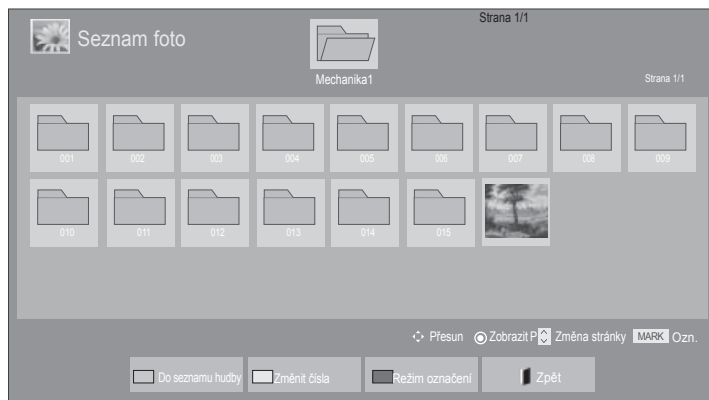 Strana 1/1
Seznam foto
Mechanika1
Strana 1/1
001 002 003 004 005 006 007 008 009
010 011 012 013 014 015
Přesun Zobrazit P Změna stránky MARK Ozn.
Do seznamu hudby Změnit čísla Režim označení Zpět